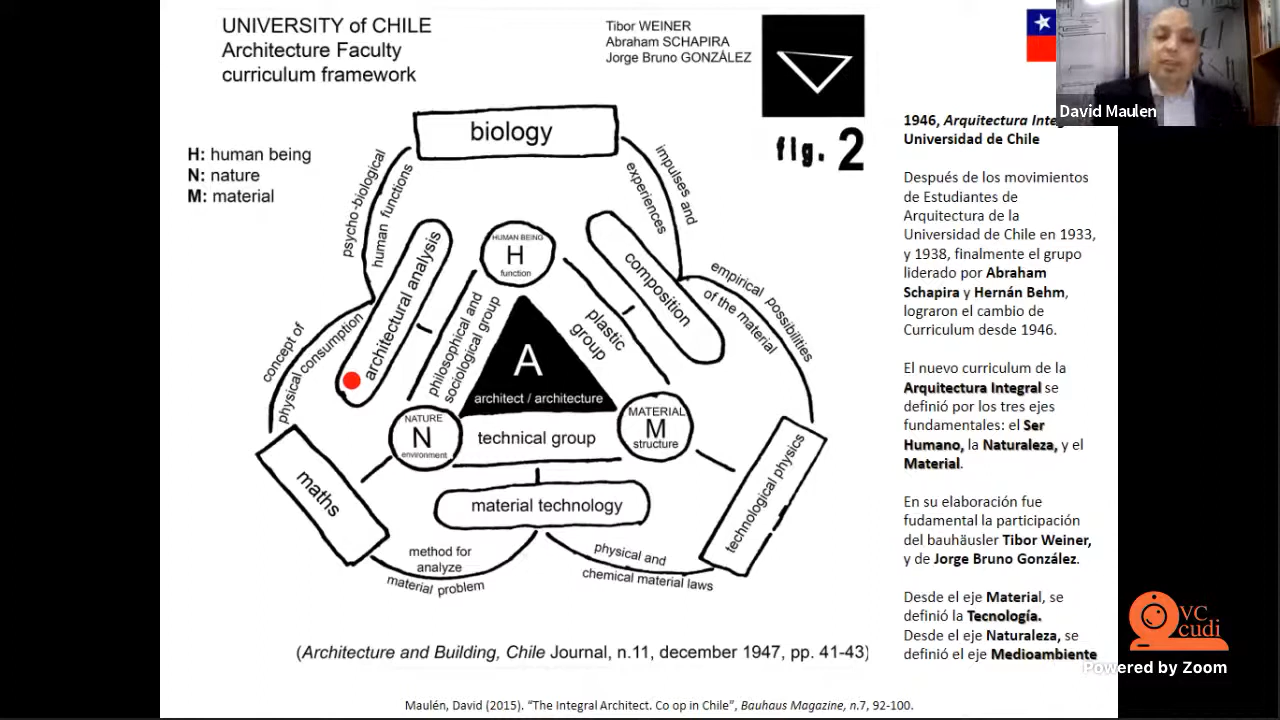 UNIVERSITY of CHILE
Architecture Faculty
curriculum framework
Tibor WEINER
Abraham SCHAPIRA
Jorge Bruno GONZÁLEZ
fig. 2
H: human being
N: nature
M: material
biology
psycho-biological
human functions
impulses and
experiences
architectural analysis
HUMAN BEING
H
function
composition
empirical possibilities
of the material
concept of
physical consumption
philosophical and
sociological group
plastic
group
A
architect / architecture
NATURE
N
environment
technical group
MATERIAL
M
structure
maths
material technology
technological physics
method for
analyze
material problem
physical and
chemical material laws
(Architecture and Building, Chile Journal, n.11, december 1947, pp. 41-43)
David Maulen
1946, Arquitectura Inte
Universidad de Chile
Después de los movimientos
de Estudiantes de
Arquitectura de la
Universidad de Chile en 1933,
y 1938, finalmente el grupo
liderado por Abraham
Schapira y Hernán Behm,
lograron el cambio de
Curriculum desde 1946.
El nuevo curriculum de la
Arquitectura Integral se
definió por los tres ejes
fundamentales: el Ser
Humano, la Naturaleza, y el
Material.
En su elaboración fue
fudamental la participación
del bauhäusler Tibor Weiner,
y de Jorge Bruno González.
Desde el eje Material, se
definió la Tecnología.
Desde el eje Naturaleza, se
definió el eje Medioambiente
VC
cudi
Powered by Zoom
Maulén, David (2015). “The Integral Architect. Co op in Chile”, Bauhaus Magazine, n.7, 92-100.